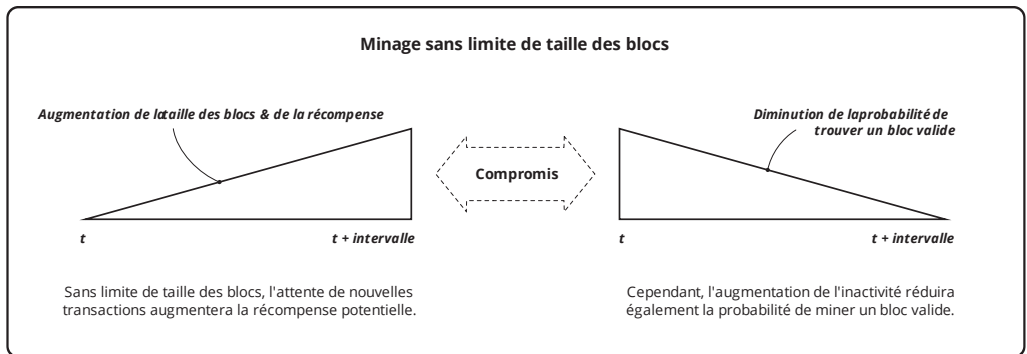 Minage sans limite de taille des blocs
Augmentation de la taille des blocs & de la récompense
Diminution de laprobabilité de
trouver un bloc valide
Compromis
t
t + intervalle
t
t + intervalle
Sans limite de taille des blocs, l'attente de nouvelles
transactions augmentera la récompense potentielle.
Cependant, l'augmentation de l'inactivité réduira
également la probabilité de miner un bloc valide.